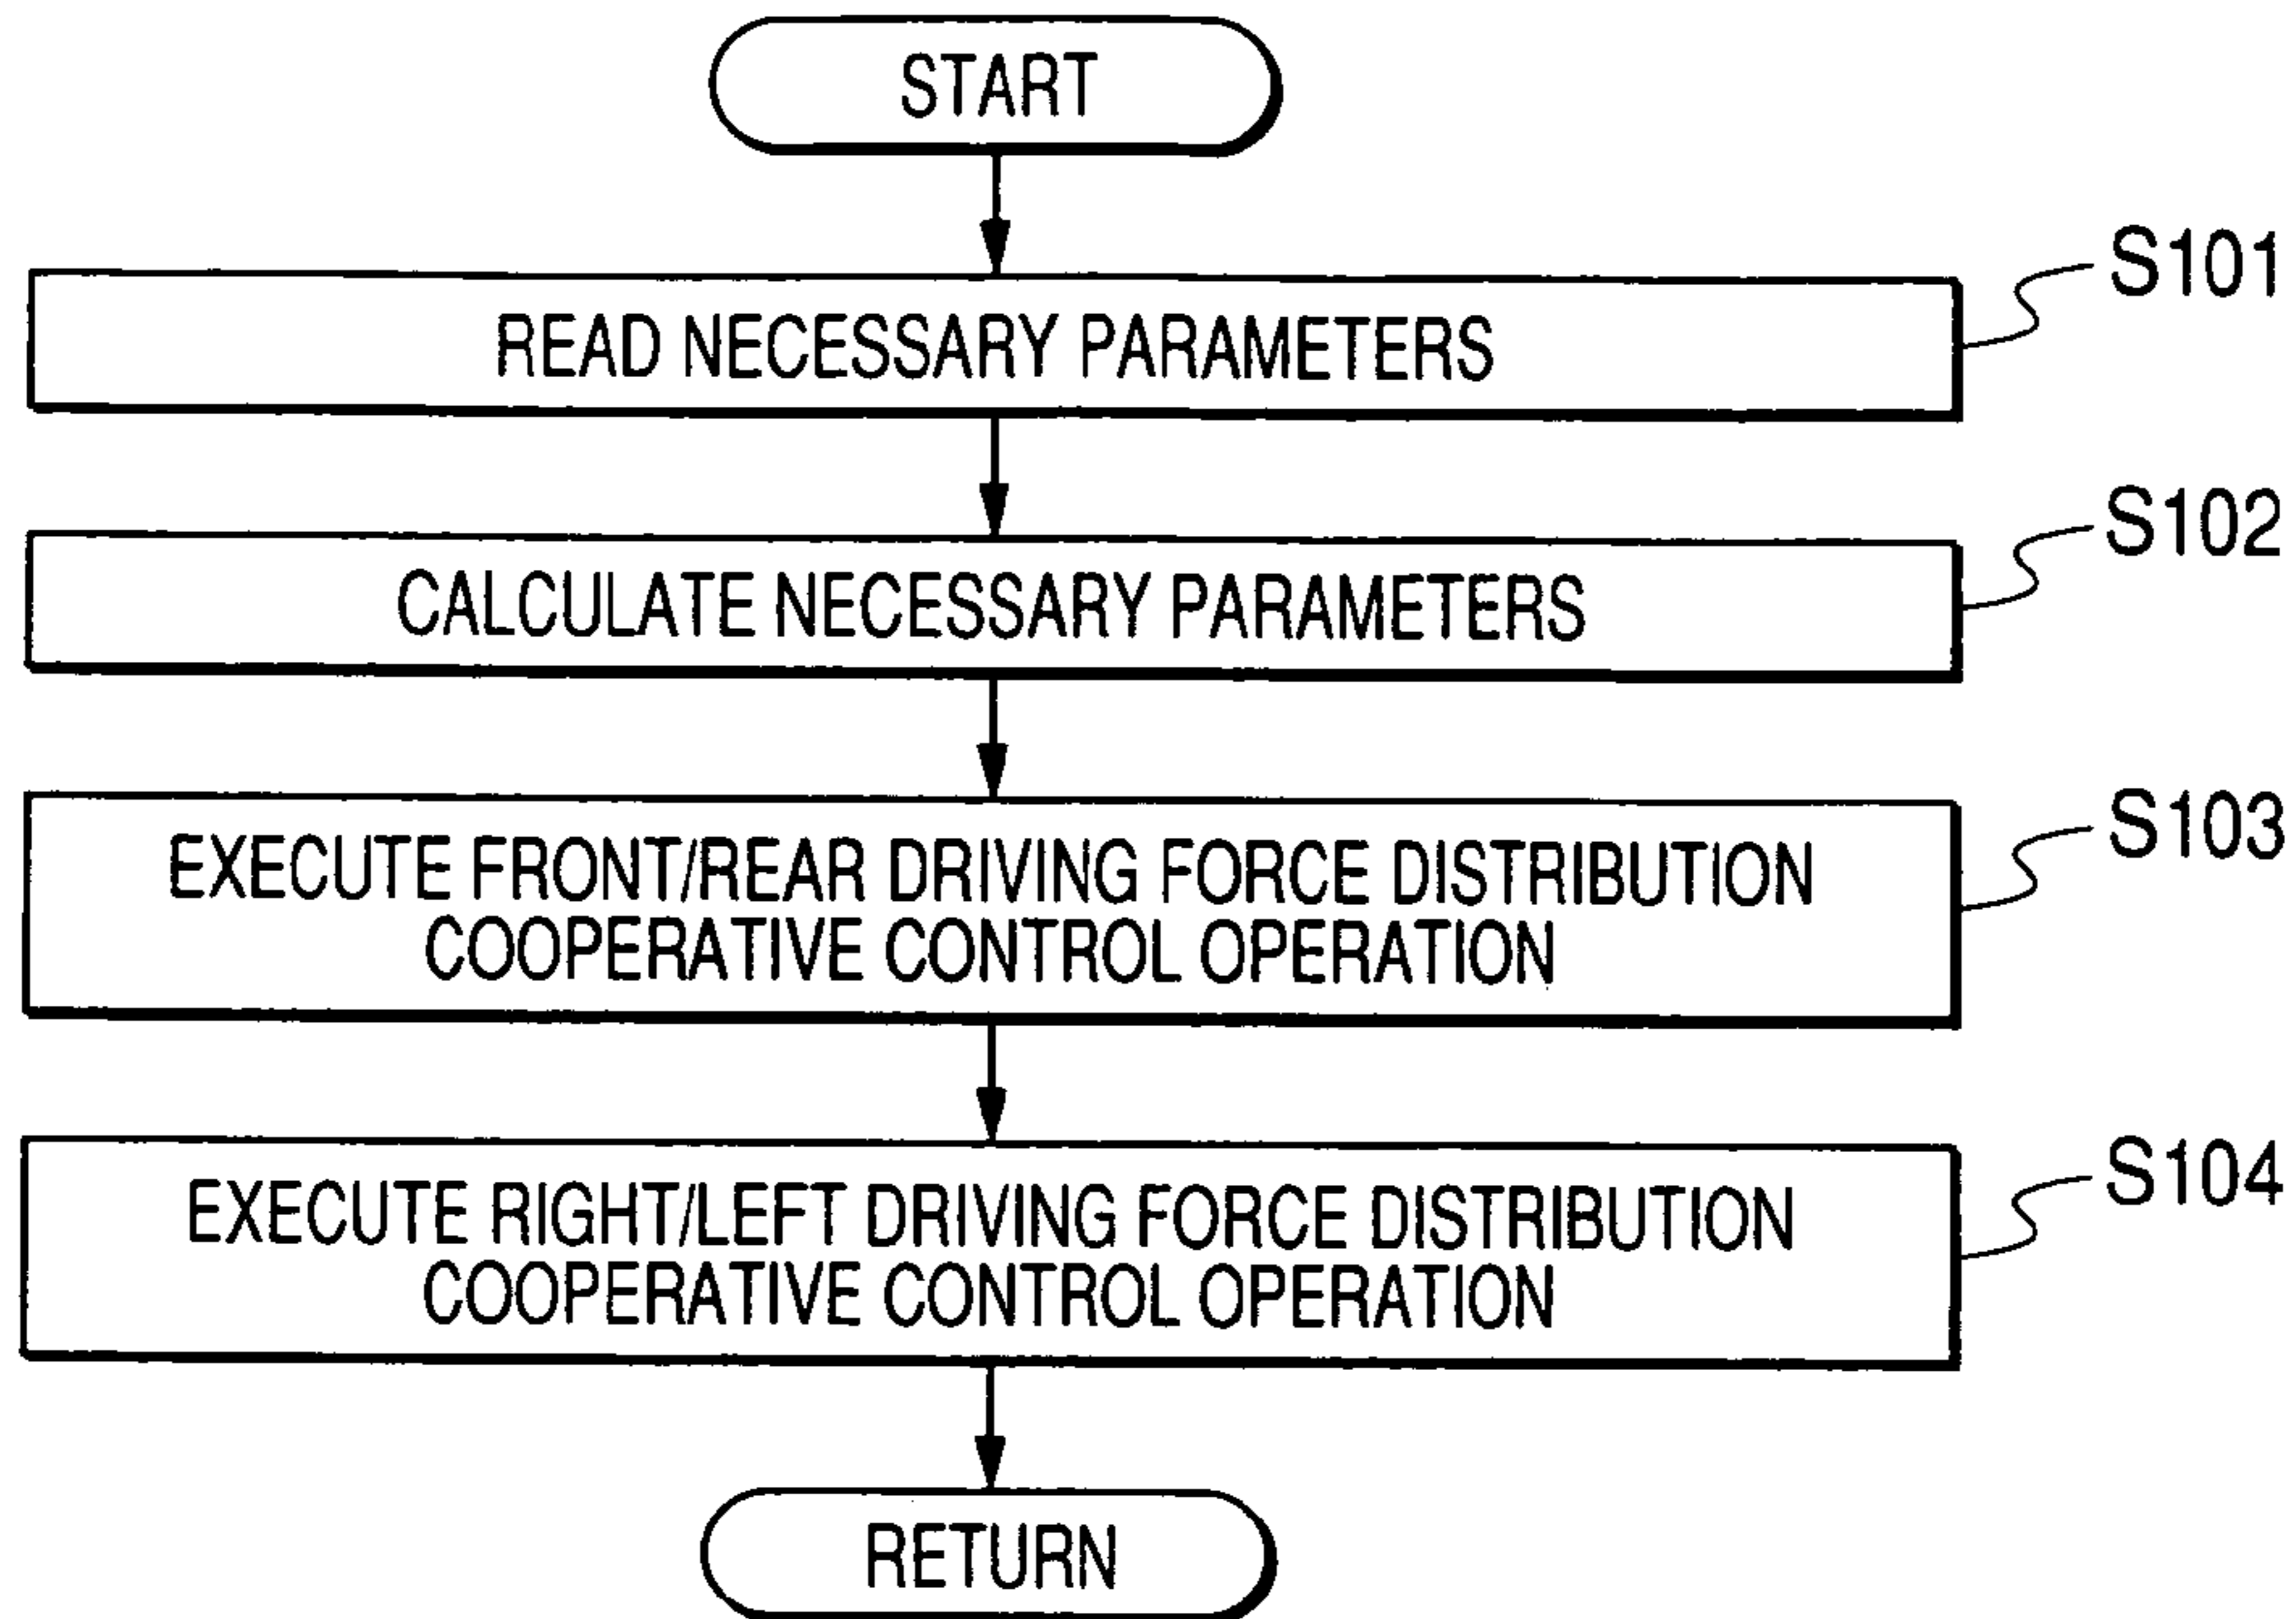 START
READ NECESSARY PARAMETERS
S101
CALCULATE NECESSARY PARAMETERS
S102
EXECUTE FRONT/REAR DRIVING FORCE DISTRIBUTION
COOPERATIVE CONTROL OPERATION
S103
EXECUTE RIGHT/LEFT DRIVING FORCE DISTRIBUTION
COOPERATIVE CONTROL OPERATION
S104
RETURN